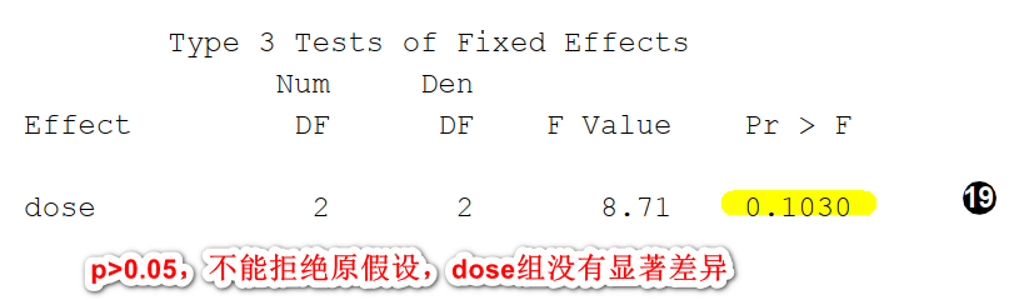 Type 3 Tests of Fixed Effects
Num Den
Effect DF DF F Value Pr > F
dose 2 2 8.71 0.1030 19
p>0.05，不能拒绝原假设，dose组没有显著差异